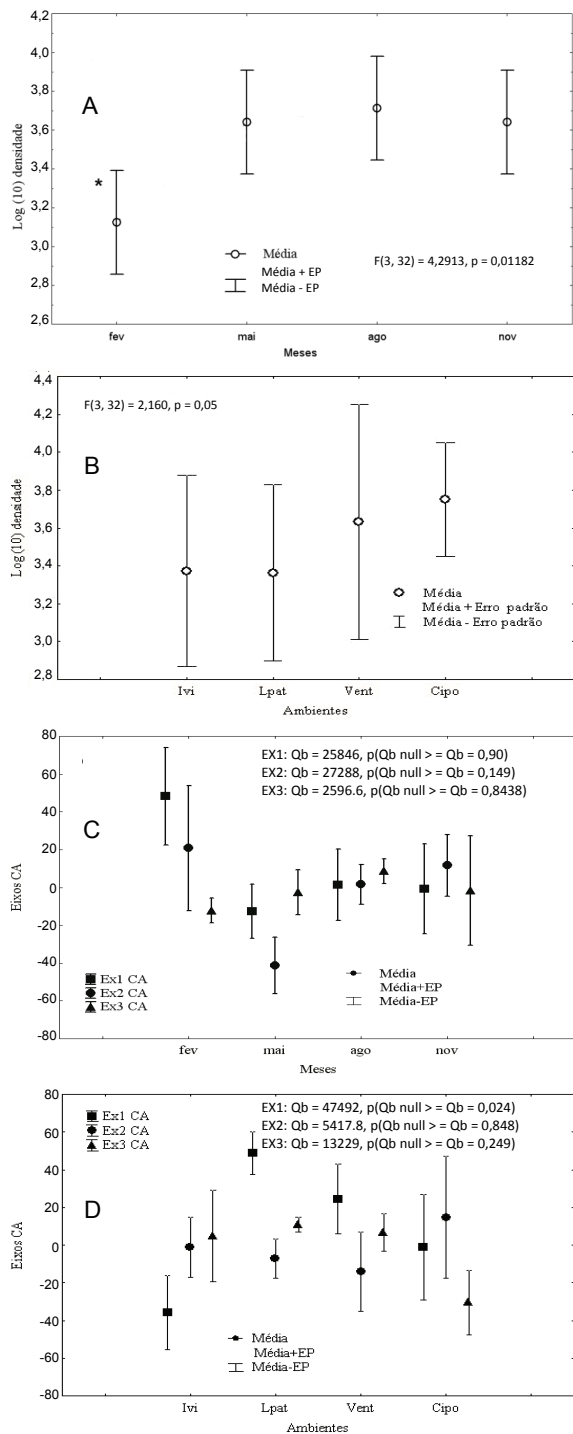 4,2
4,0
3,8
3,6
3,4
3,2
3,0
2,8
2,6
Log (10) densidade
A
*
Média
Média + EP
Média - EP
F(3, 32) = 4,2913, p = 0,01182
fev mai ago nov
Meses
4,4
4,2
4,0
3,8
3,6
3,4
3,2
3,0
2,8
Log (10) densidade
F(3, 32) = 2,160, p = 0,05
B
Média
Média + Erro padrão
Média - Erro padrão
Ivi Lpat Vent Cipo
Ambientes
80
60
40
20
0
-20
-40
-60
-80
Eixos CA
EX1: Qb = 25846, p(Qb null > = Qb = 0,90)
EX2: Qb = 27288, p(Qb null > = Qb = 0,149)
EX3: Qb = 2596.6, p(Qb null > = Qb = 0,8438)
C
Ex1 CA
Ex2 CA
Ex3 CA
Média
Média+EP
Média-EP
fev mai ago nov
Meses
80
60
40
20
0
-20
-40
-60
-80
Eixos CA
Ex1 CA
Ex2 CA
Ex3 CA
EX1: Qb = 47492, p(Qb null > = Qb = 0,024)
EX2: Qb = 5417.8, p(Qb null > = Qb = 0,848)
EX3: Qb = 13229, p(Qb null > = Qb = 0,249)
D
Média
Média+EP
Média-EP
Ivi Lpat Vent Cipo
Ambientes